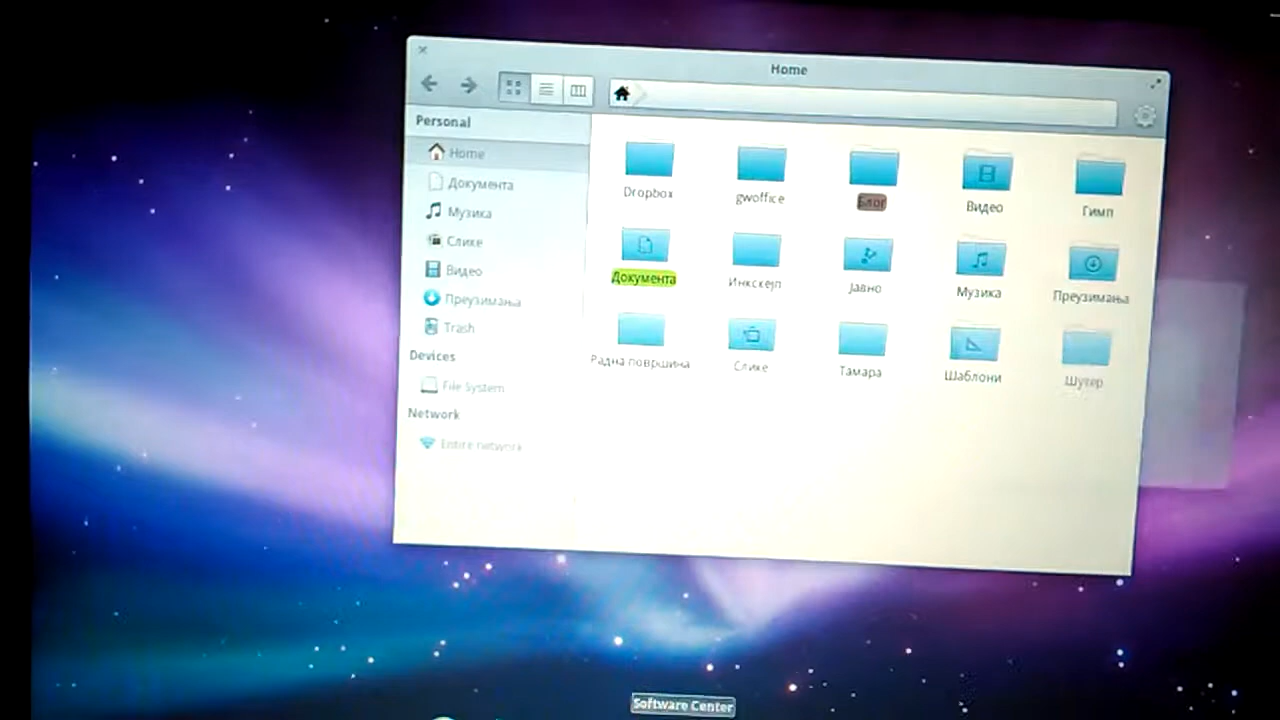 Home
Personal
Home
Документа
Музика
Слике
Видео
Преузимања
Trash
Devices
File System
Network
Entire network
Dropbox
gwoffice
Блог
Видео
Гимп
Документа
Инкскејп
Јавно
Музика
Преузимања
Радна површина
Слике
Тамара
Шаблони
Шутер
Software Center